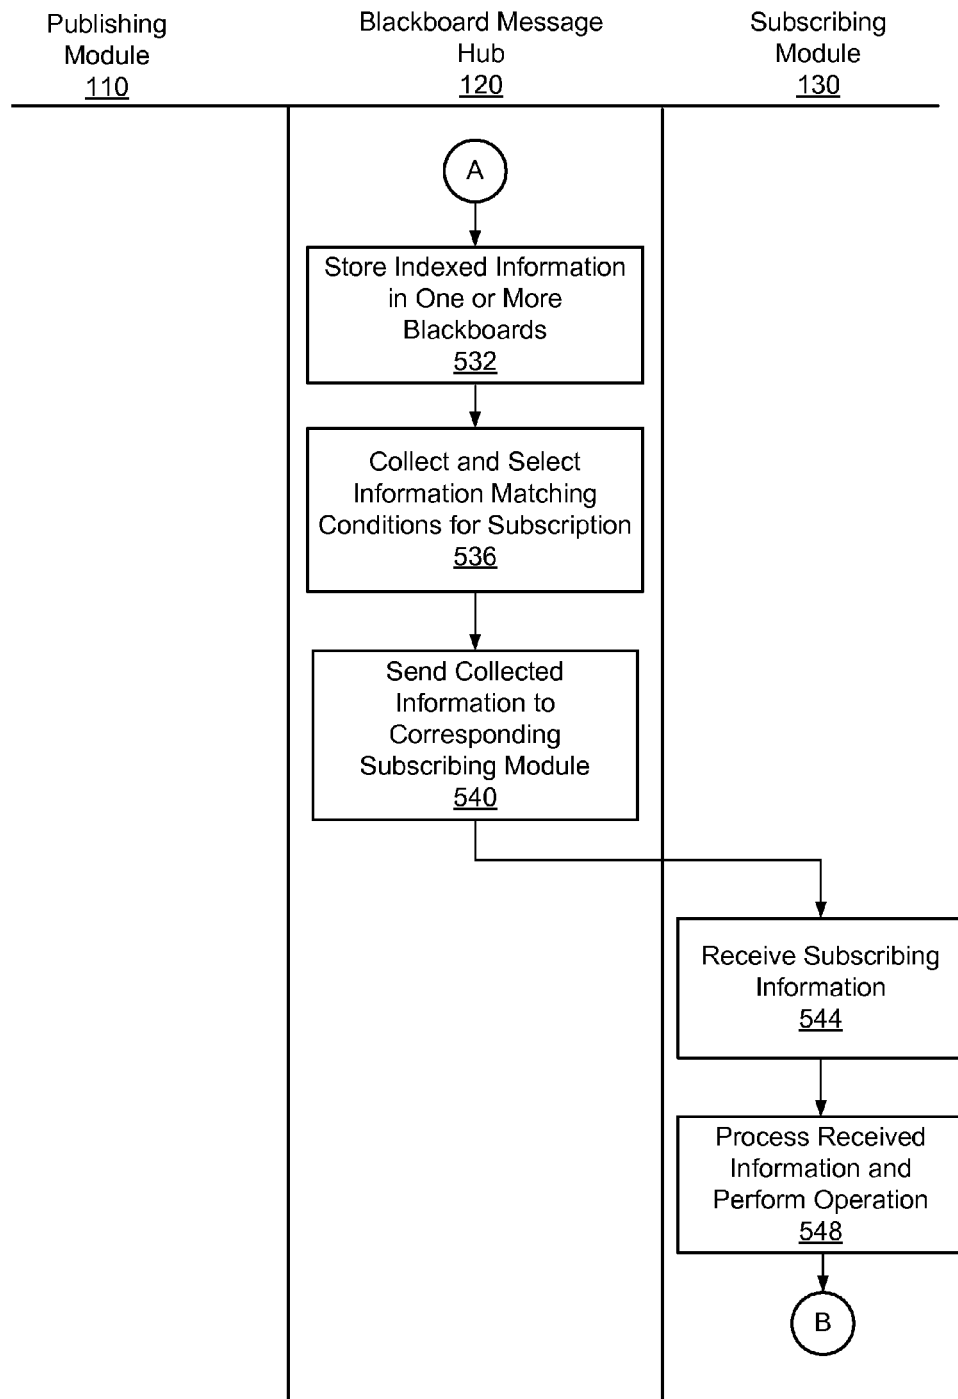 Publishing
Module
110
Blackboard Message
Hub
120
Subscribing
Module
130
A
Store Indexed Information
in One or More
Blackboards
532
Collect and Select
Information Matching
Conditions for Subscription
536
Send Collected
Information to
Corresponding
Subscribing Module
540
Receive Subscribing
Information
544
Process Received
Information and
Perform Operation
548
B